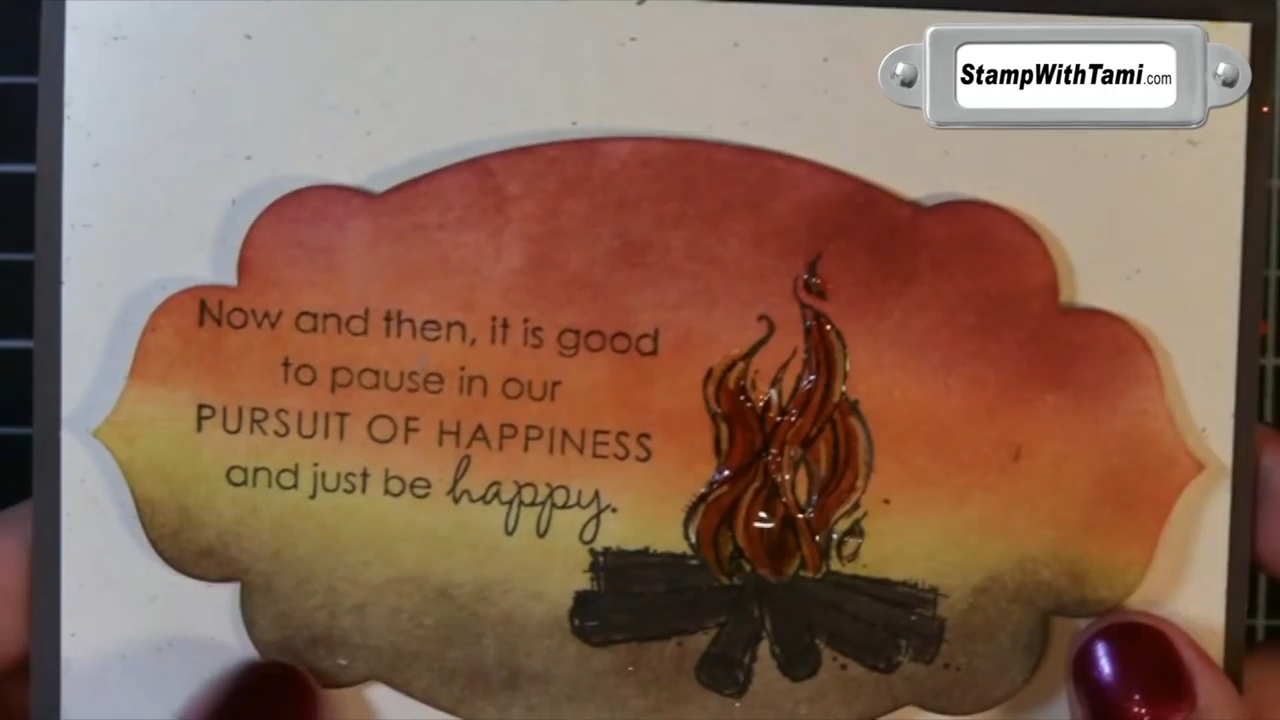 StampWithTami.com
Now and then, it is good
to pause in our
PURSUIT OF HAPPINESS
and just be happy.